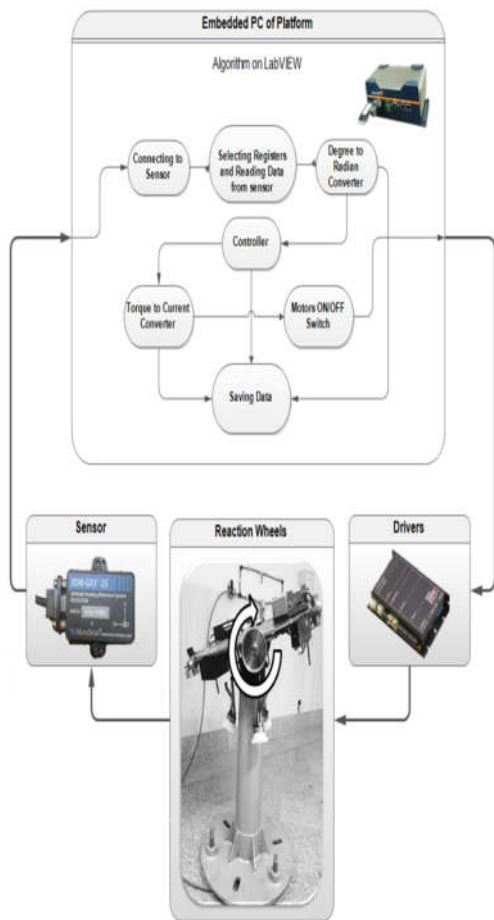 Embedded PC of Platform
Algorithm on LabVIEW
Connecting to
Sensor
Selecting Registers
and Reading Data
from sensor
Degree to
Radian
Converter
Controller
Torque to Current
Converter
Motors ON/OFF
Switch
Saving Data
Sensor
Reaction Wheels
Drivers